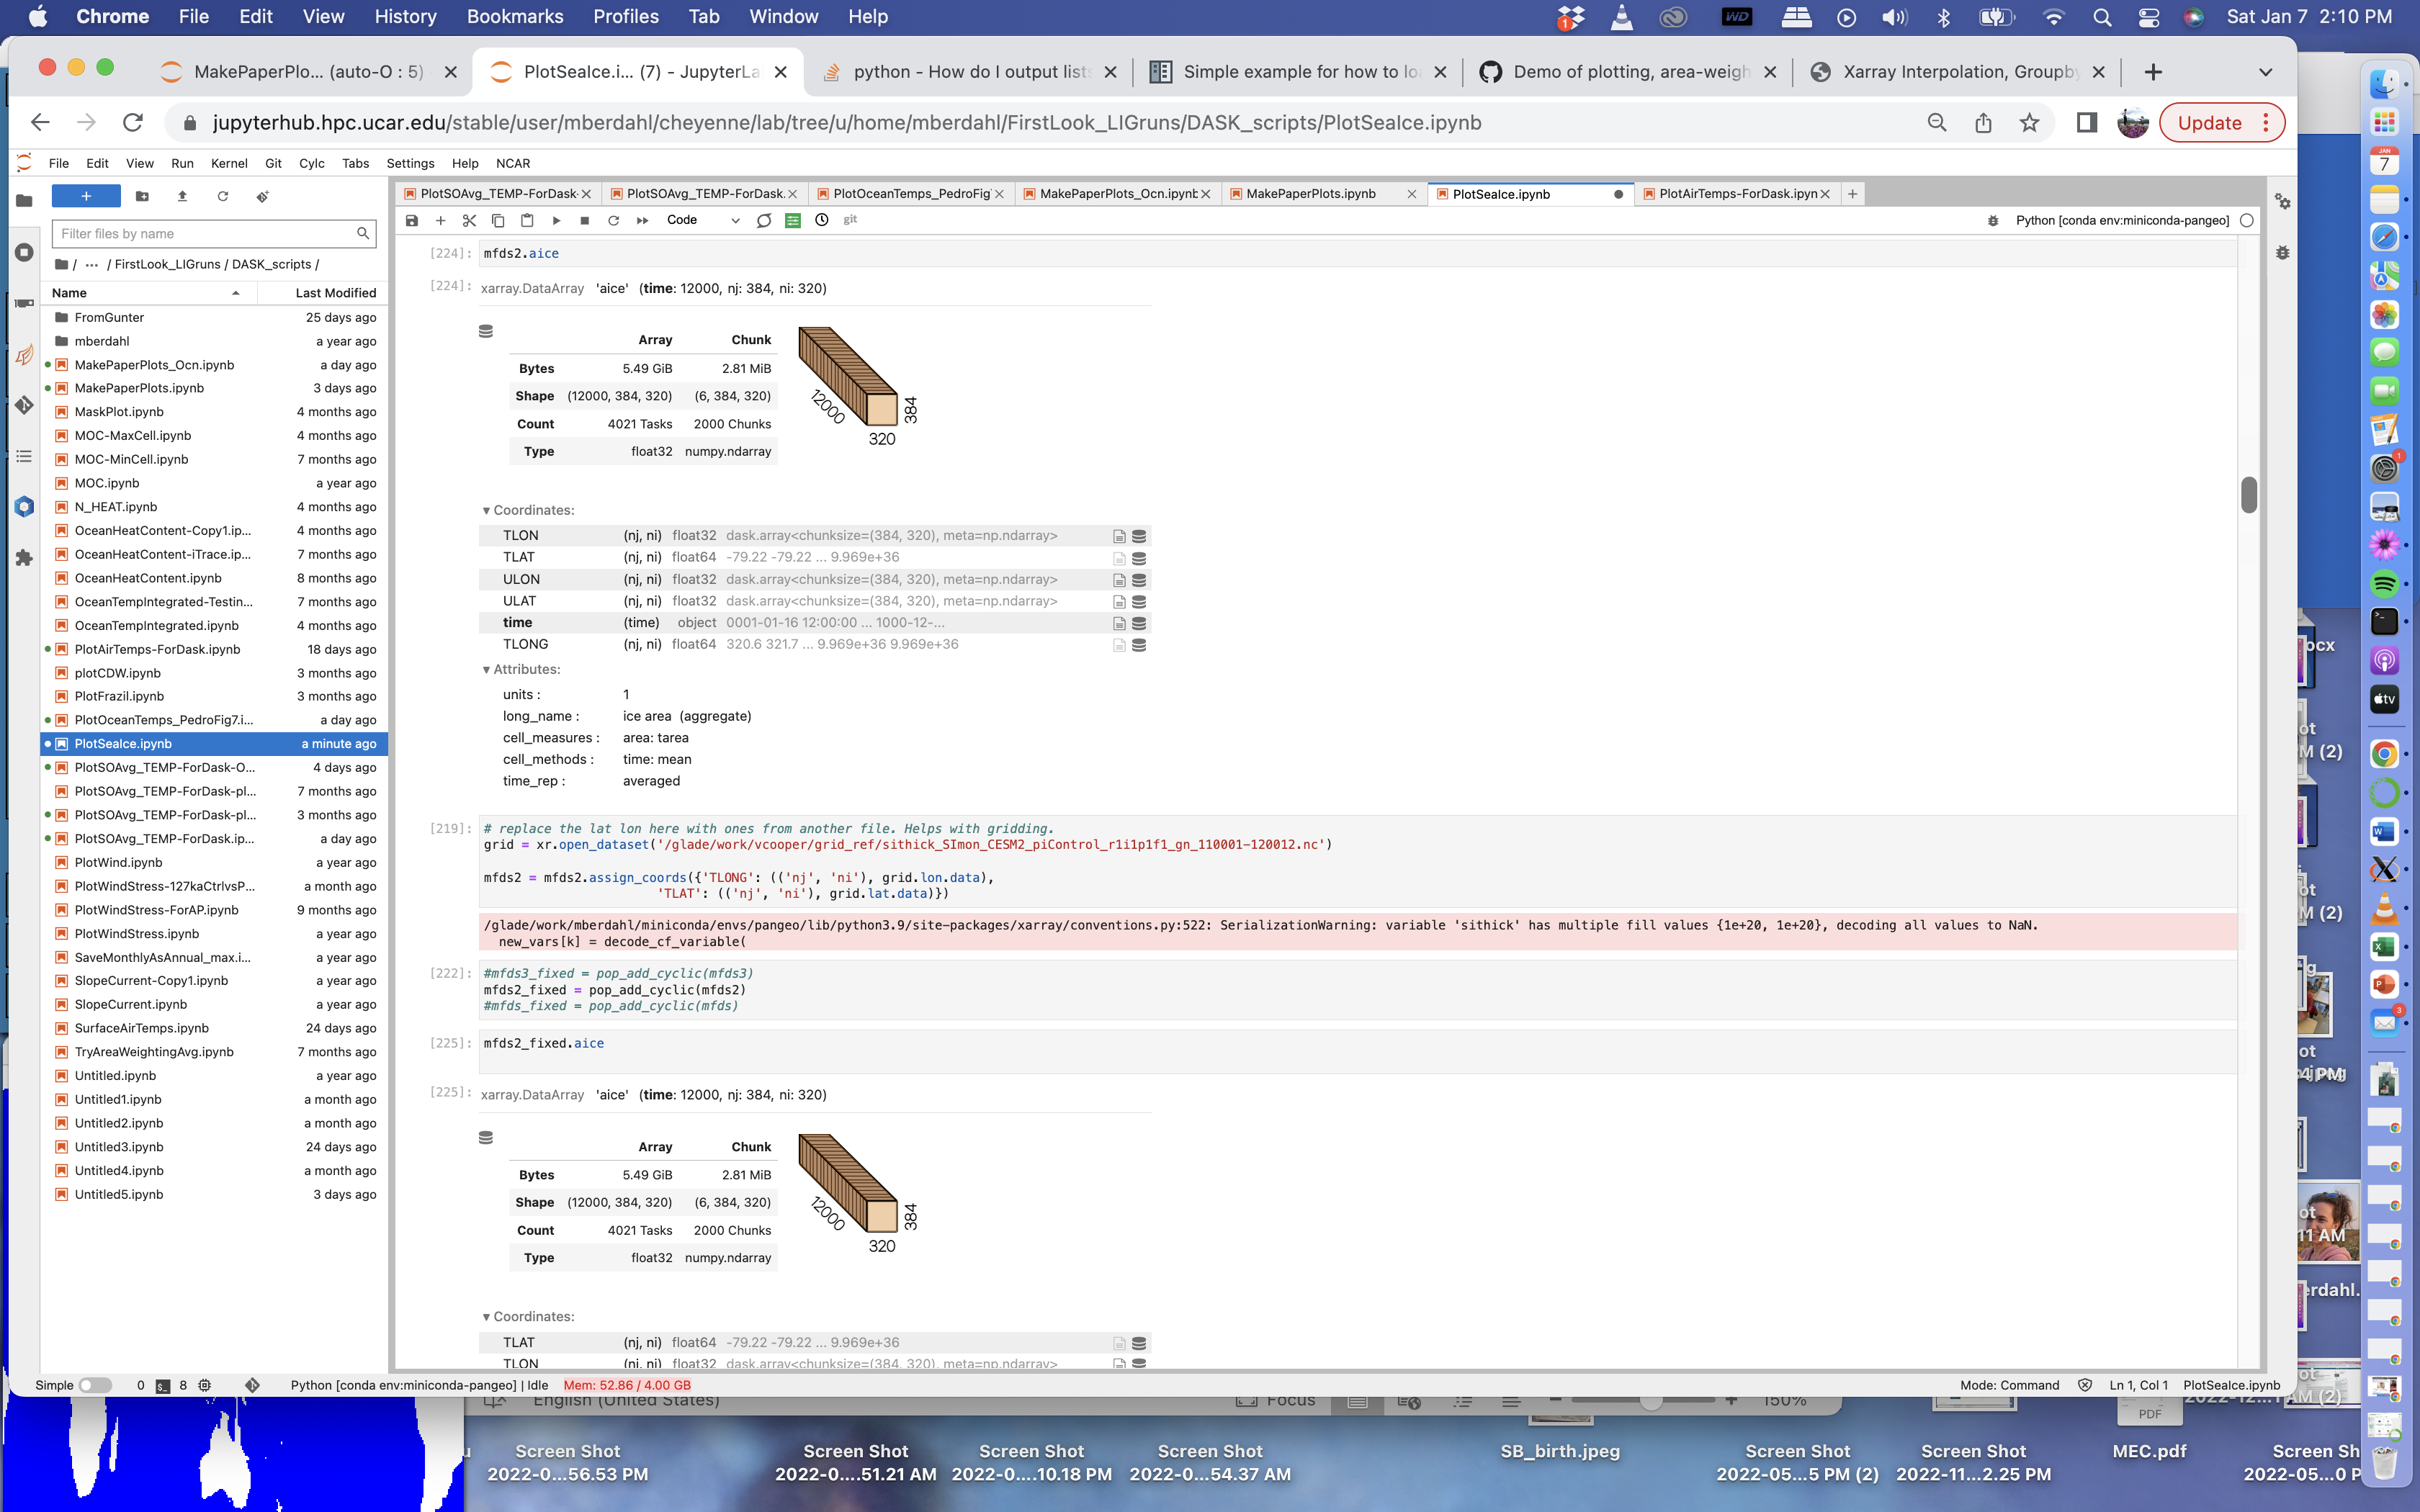 Chrome File Edit View History Bookmarks Profiles Tab Window Help
1 WD Sat Jan 7 2:10 PM
MakePaperPlo... (auto-O : 5)
PlotSeaIce.i... (7) - JupyterLa
python - How do I output lists
Simple example for how to lo
Demo of plotting, area-weigh
Xarray Interpolation, Groupby
jupyterhub.hpc.ucar.edu/stable/user/mberdahl/cheyenne/lab/tree/u/home/mberdahl/FirstLook_LIGruns/DASK_scripts/PlotSeaIce.ipynb
Update
File Edit View Run Kernel Git Cylc Tabs Settings Help NCAR
Filter files by name
/ ... / FirstLook_LIGruns / DASK_scripts /
Name Last Modified
FromGunter 25 days ago
mberdahl a year ago
MakePaperPlots_Ocn.ipynb a day ago
MakePaperPlots.ipynb 3 days ago
MaskPlot.ipynb 4 months ago
MOC-MaxCell.ipynb 4 months ago
MOC-MinCell.ipynb 7 months ago
MOC.ipynb a year ago
N_HEAT.ipynb 4 months ago
OceanHeatContent-Copy1.ip... 4 months ago
OceanHeatContent-iTrace.ip... 7 months ago
OceanHeatContent.ipynb 8 months ago
OceanTempIntegrated-Testin... 7 months ago
OceanTempIntegrated.ipynb 4 months ago
PlotAirTemps-ForDask.ipynb 18 days ago
plotCDW.ipynb 3 months ago
PlotFrazil.ipynb 3 months ago
PlotOceanTemps_PedroFig7.i... a day ago
PlotSeaIce.ipynb a minute ago
PlotSOAvg_TEMP-ForDask-O... 4 days ago
PlotSOAvg_TEMP-ForDask-pl... 7 months ago
PlotSOAvg_TEMP-ForDask-pl... 3 months ago
PlotSOAvg_TEMP-ForDask.ip... a day ago
PlotWind.ipynb a year ago
PlotWindStress-127kaCtrlvsP... a month ago
PlotWindStress-ForAP.ipynb 9 months ago
PlotWindStress.ipynb a year ago
SaveMonthlyAsAnnual_max.i... a year ago
SlopeCurrent-Copy1.ipynb a year ago
SlopeCurrent.ipynb a year ago
SurfaceAirTemps.ipynb 24 days ago
TryAreaWeightingAvg.ipynb 7 months ago
Untitled.ipynb a year ago
Untitled1.ipynb a month ago
Untitled2.ipynb a month ago
Untitled3.ipynb 24 days ago
Untitled4.ipynb a month ago
Untitled5.ipynb 3 days ago
PlotSOAvg_TEMP-ForDask-
PlotSOAvg_TEMP-ForDask.
PlotOceanTemps_PedroFig
MakePaperPlots_Ocn.ipynb
MakePaperPlots.ipynb
PlotSeaIce.ipynb
PlotAirTemps-ForDask.ipyn
Code git Python [conda env:miniconda-pangeo]
[224]: mfds2.aice
[224]: xarray.DataArray 'aice' (time: 12000, nj: 384, ni: 320)
Array Chunk
Bytes 5.49 GiB 2.81 MiB
Shape (12000, 384, 320) (6, 384, 320)
Count 4021 Tasks 2000 Chunks
Type float32 numpy.ndarray
12000 384 320
▾ Coordinates:
TLON (nj, ni) float32 dask.array<chunksize=(384, 320), meta=np.ndarray>
TLAT (nj, ni) float64 -79.22 -79.22 ... 9.969e+36
ULON (nj, ni) float32 dask.array<chunksize=(384, 320), meta=np.ndarray>
ULAT (nj, ni) float32 dask.array<chunksize=(384, 320), meta=np.ndarray>
time (time) object 0001-01-16 12:00:00 ... 1000-12-...
TLONG (nj, ni) float64 320.6 321.7 ... 9.969e+36 9.969e+36
▾ Attributes:
units : 1
long_name : ice area (aggregate)
cell_measures : area: tarea
cell_methods : time: mean
time_rep : averaged
[219]: # replace the lat lon here with ones from another file. Helps with gridding.
grid = xr.open_dataset('/glade/work/vcooper/grid_ref/sithick_SImon_CESM2_piControl_r1i1p1f1_gn_110001-120012.nc')
mfds2 = mfds2.assign_coords({'TLONG': (('nj', 'ni'), grid.lon.data),
'TLAT': (('nj', 'ni'), grid.lat.data)})
/glade/work/mberdahl/miniconda/envs/pangeo/lib/python3.9/site-packages/xarray/conventions.py:522: SerializationWarning: variable 'sithick' has multiple fill values {1e+20, 1e+20}, decoding all values to NaN.
new_vars[k] = decode_cf_variable(
[222]: #mfds3_fixed = pop_add_cyclic(mfds3)
mfds2_fixed = pop_add_cyclic(mfds2)
#mfds_fixed = pop_add_cyclic(mfds)
[225]: mfds2_fixed.aice
[225]: xarray.DataArray 'aice' (time: 12000, nj: 384, ni: 320)
Array Chunk
Bytes 5.49 GiB 2.81 MiB
Shape (12000, 384, 320) (6, 384, 320)
Count 4021 Tasks 2000 Chunks
Type float32 numpy.ndarray
12000 384 320
▾ Coordinates:
TLAT (nj, ni) float64 -79.22 -79.22 ... 9.969e+36
TLON (nj, ni) float32 dask.array<chunksize=(384, 320), meta=np.ndarray>
Simple 0 8 Python [conda env:miniconda-pangeo] | Idle Mem: 52.86 / 4.00 GB Mode: Command Ln 1, Col 1 PlotSeaIce.ipynb
English (United States) Focus 150%
Screen Shot
2022-0...56.53 PM
Screen Shot
2022-0....51.21 AM
Screen Shot
2022-0....10.18 PM
Screen Shot
2022-0...54.37 AM
SB_birth.jpeg
Screen Shot
2022-05...5 PM (2)
Screen Shot
2022-11...2.25 PM
PDF
MEC.pdf
Screen Sh
2022-05...0 P
JAN
7
tv
ocx
ot
M (2)
ot
M (2)
ot
4 PM
ot
11 AM
erdahl.
ot
AM (2)